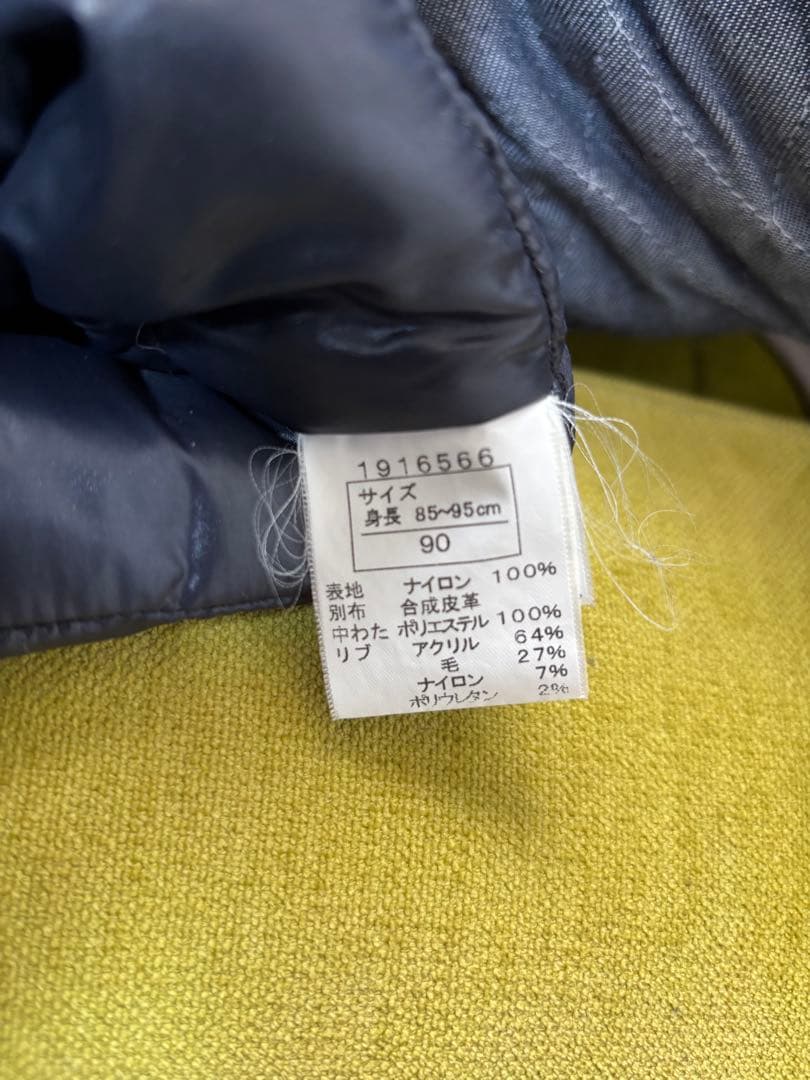 1916566
サイズ
身長 85~95cm
90
表地 ナイロン 100%
別布 合成皮革
中わた ポリエステル 100%
リブ アクリル 64%
毛 27%
ナイロン 7%
ポリウレタン 2%